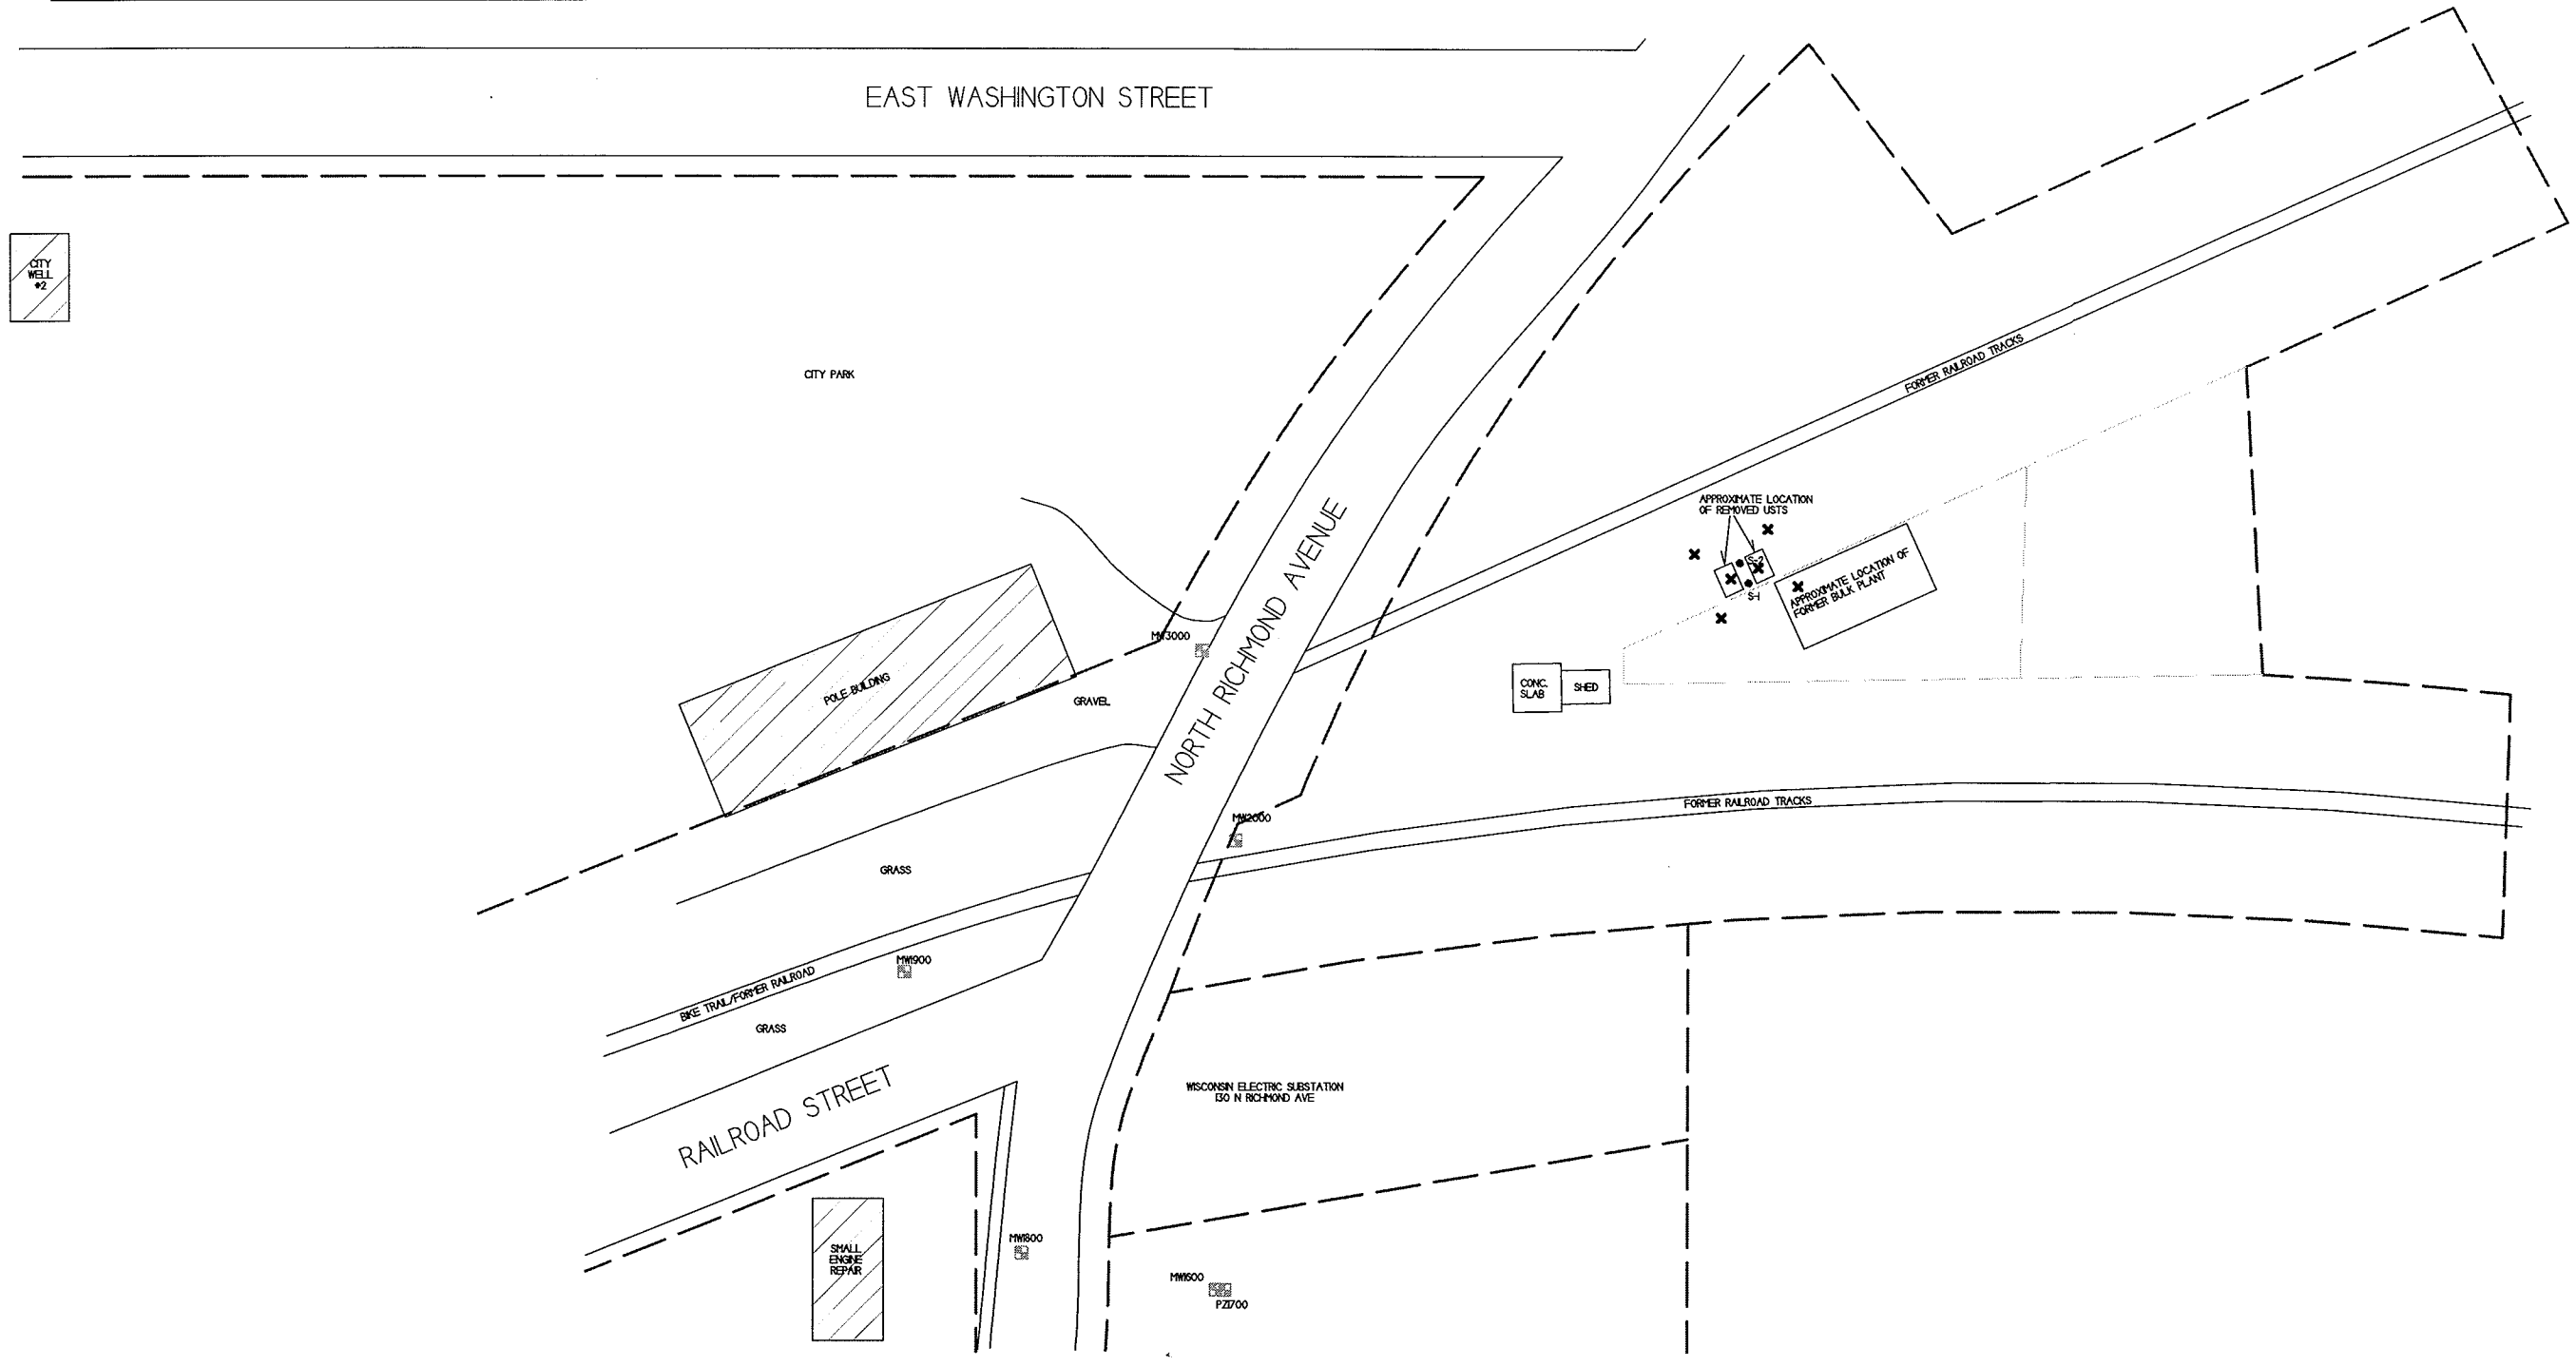 EAST WASHINGTON STREET
CITY
WELL
#2
CITY PARK
FORMER RAILROAD TRACKS
APPROXIMATE LOCATION
OF REMOVED USTS
S-2
S-1
APPROXIMATE LOCATION OF
FORMER BULK PLANT
NORTH RICHMOND AVENUE
MW3000
POLE BUILDING
GRAVEL
CONC.
SLAB
SHED
FORMER RAILROAD TRACKS
MW2000
GRASS
MW1900
BIKE TRAIL/FORMER RAILROAD
GRASS
RAILROAD STREET
WISCONSIN ELECTRIC SUBSTATION
130 N RICHMOND AVE
SMALL
ENGINE
REPAIR
MW1800
MW1600
PZ1700